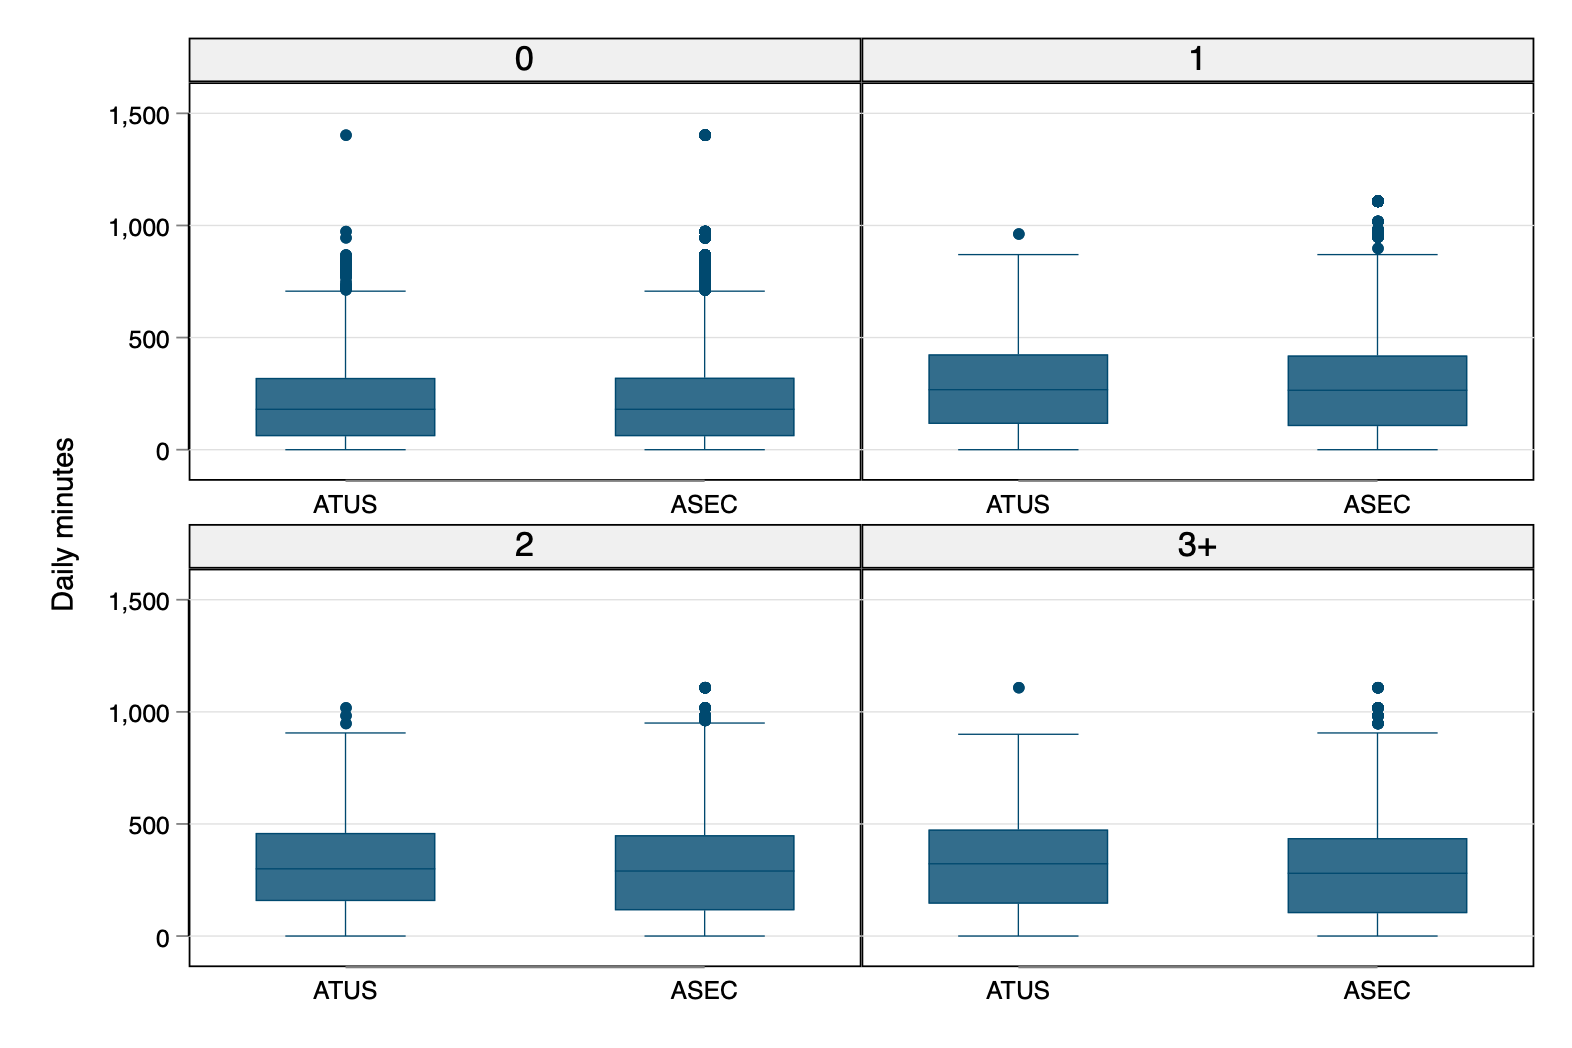 Daily minutes
0
1
1,500
1,000
500
0
ATUS
ASEC
ATUS
ASEC
2
3+
1,500
1,000
500
0
ATUS
ASEC
ATUS
ASEC